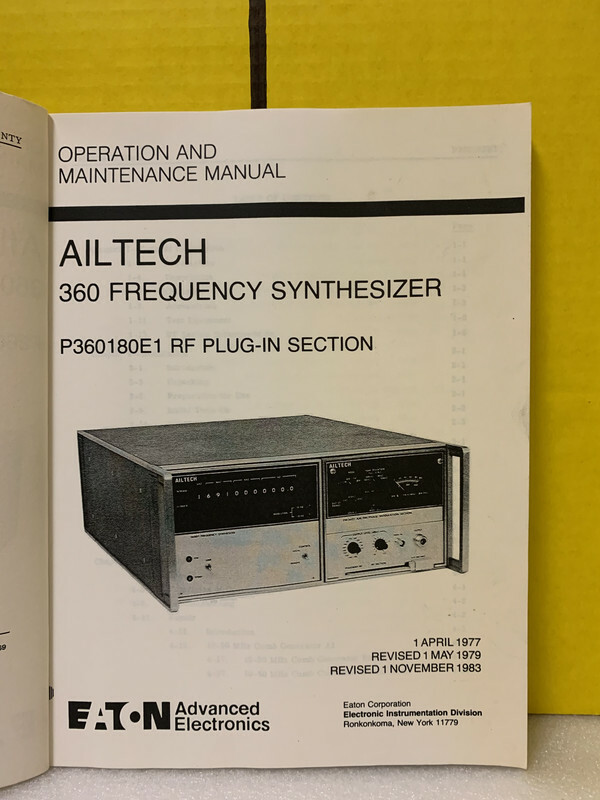 NTY
OPERATION AND
MAINTENANCE MANUAL
AILTECH
360 FREQUENCY SYNTHESIZER
P360180E1 RF PLUG-IN SECTION
AILTECH
AILTECH
1 APRIL 1977
REVISED 1 MAY 1979
REVISED 1 NOVEMBER 1983
EATON Advanced
Electronics
Eaton Corporation
Electronic Instrumentation Division
Ronkonkoma, New York 11779